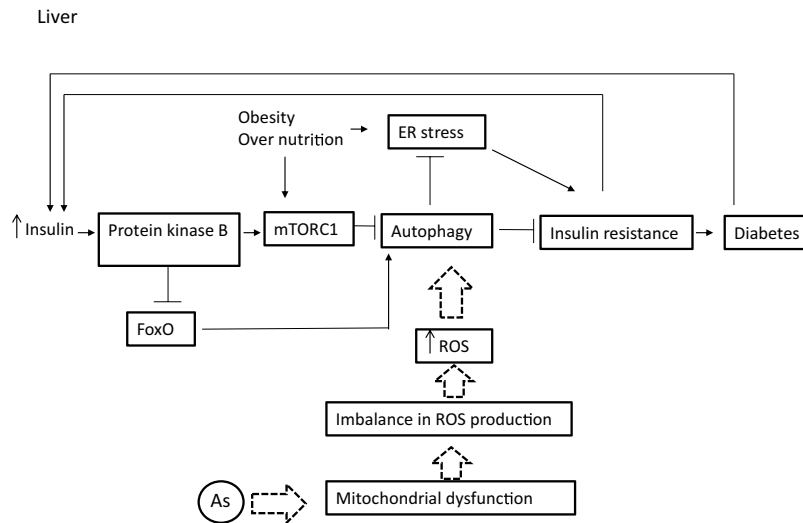 Liver
Obesity
Over nutrition
ER stress
↑ Insulin
Protein kinase B
mTORC1
Autophagy
Insulin resistance
Diabetes
FoxO
↑ ROS
Imbalance in ROS production
As
Mitochondrial dysfunction